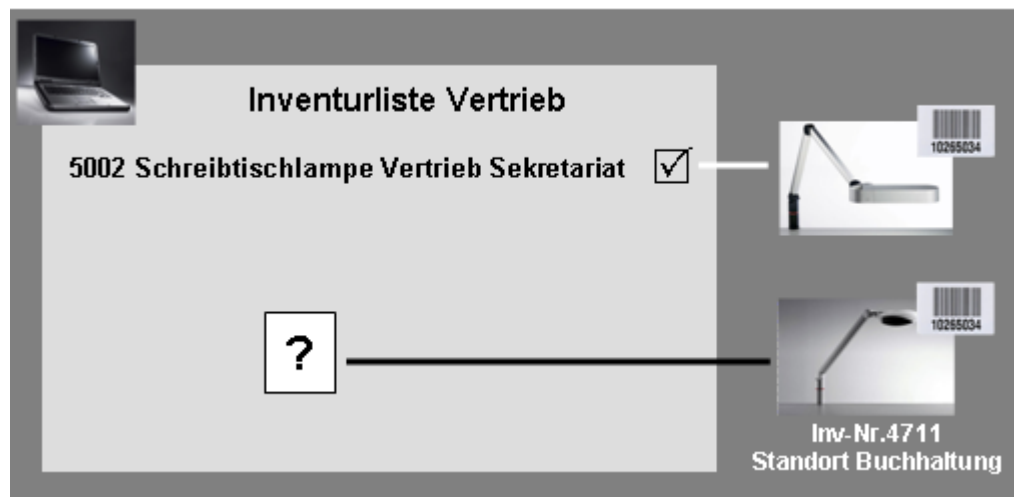 Inventurliste Vertrieb
5002 Schreibtischlampe Vertrieb Sekretariat
10265034
?
10265034
Inv-Nr.4711
Standort Buchhaltung